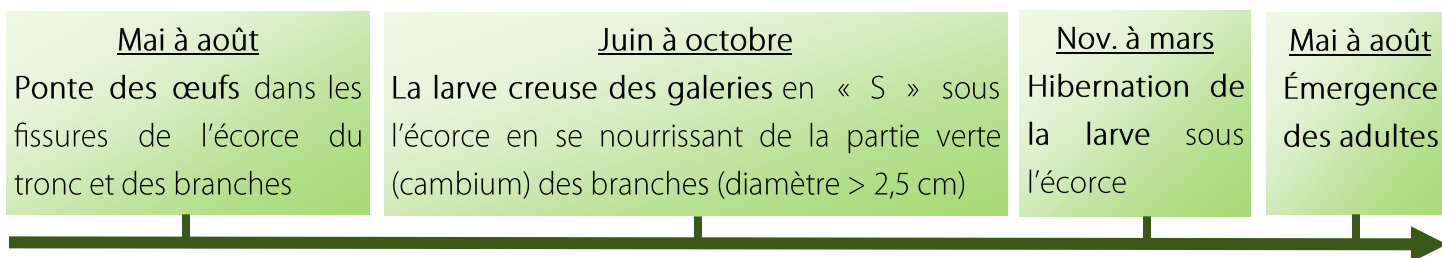 Mai à août
Ponte des œufs dans les
fissures de l’écorce du
tronc et des branches
Juin à octobre
La larve creuse des galeries en « S » sous
l’écorce en se nourrissant de la partie verte
(cambium) des branches (diamètre > 2,5 cm)
Nov. à mars
Hibernation de
la larve sous
l’écorce
Mai à août
Émergence
des adultes